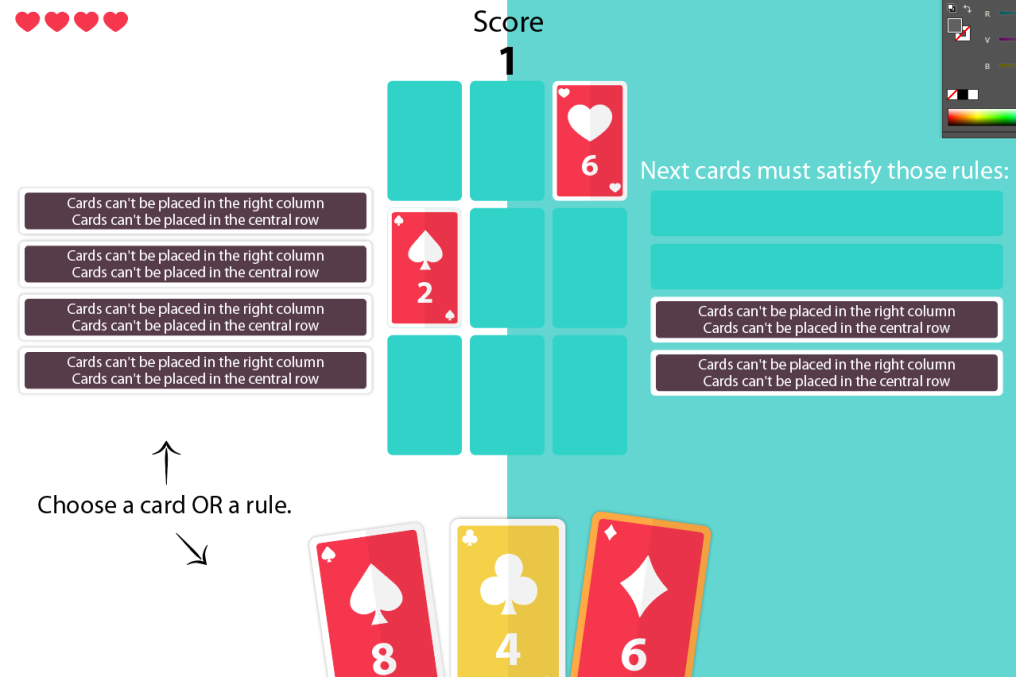 Score
1
R
V
B
6
Next cards must satisfy those rules:
Cards can't be placed in the right column
Cards can't be placed in the central row
Cards can't be placed in the right column
Cards can't be placed in the central row
Cards can't be placed in the right column
Cards can't be placed in the central row
Cards can't be placed in the right column
Cards can't be placed in the central row
2
Cards can't be placed in the right column
Cards can't be placed in the central row
Cards can't be placed in the right column
Cards can't be placed in the central row
Choose a card OR a rule.
8
4
6